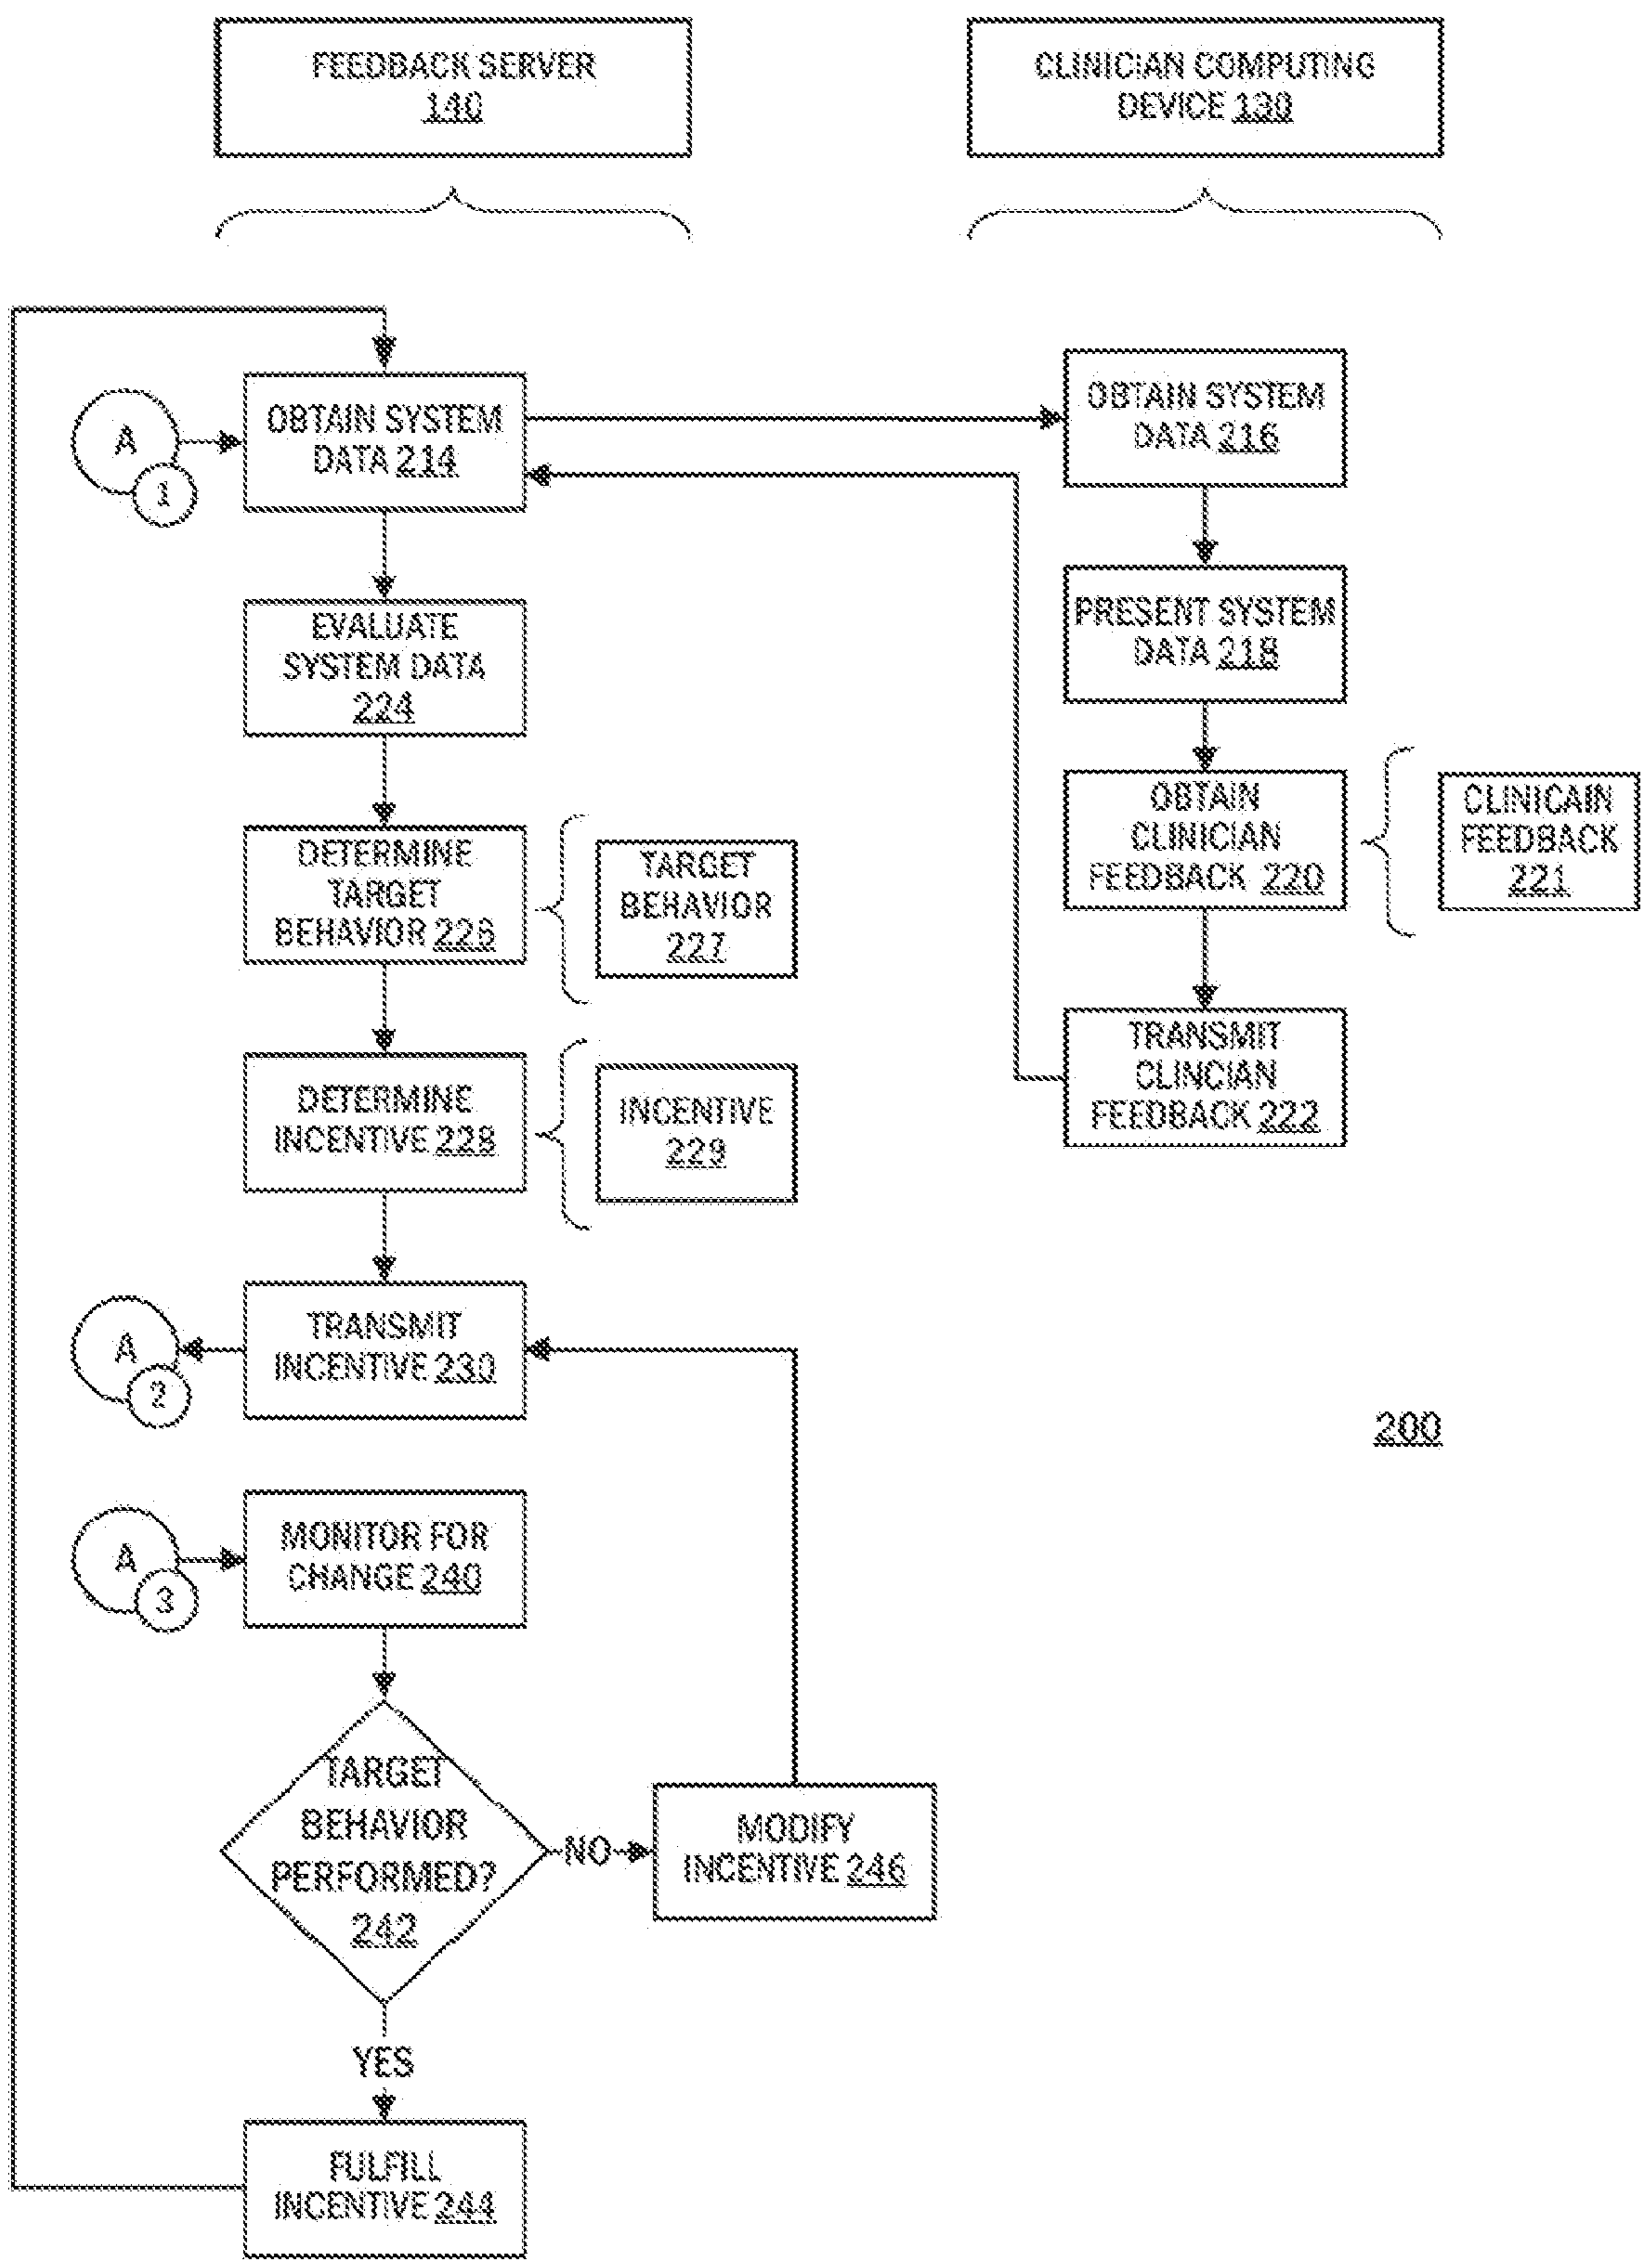 FEEDBACK SERVER
140
CLINICIAN COMPUTING
DEVICE 130
A
1
OBTAIN SYSTEM
DATA 214
OBTAIN SYSTEM
DATA 216
EVALUATE
SYSTEM DATA
224
PRESENT SYSTEM
DATA 218
DETERMINE
TARGET
BEHAVIOR 226
TARGET
BEHAVIOR
227
OBTAIN
CLINICIAN
FEEDBACK 220
CLINICAIN
FEEDBACK
221
DETERMINE
INCENTIVE 228
INCENTIVE
229
TRANSMIT
CLINCIAN
FEEDBACK 222
A
2
TRANSMIT
INCENTIVE 230
200
A
3
MONITOR FOR
CHANGE 240
TARGET
BEHAVIOR
PERFORMED?
242
NO
MODIFY
INCENTIVE 246
YES
FULFILL
INCENTIVE 244